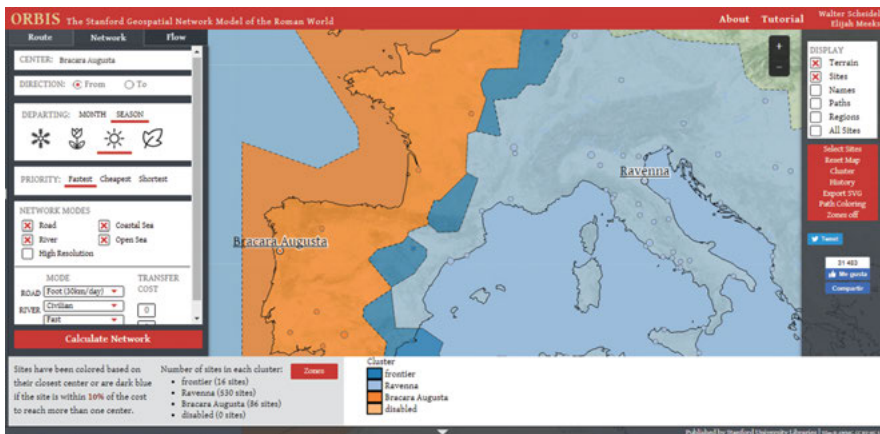 ORBIS The Stanford Geospatial Network Model of the Roman World
About Tutorial
Walter Scheidel
Elijah Meeks
Route Network Flow
CENTER: Bracara Augusta
DIRECTION: From To
DEPARTING: MONTH SEASON
PRIORITY: Fastest Cheapest Shortest
NETWORK MODES
Road Coastal Sea
River Open Sea
High Resolution
MODE TRANSFER
COST
ROAD Foot (30km/day)
RIVER Civilian 0
Fast
Calculate Network
Bracara Augusta
Ravenna
+
−
DISPLAY
Terrain
Sites
Names
Paths
Regions
All Sites
Select Sites
Reset Map
Cluster
History
Export SVG
Path Coloring
Zones off
Tweet
31 463
Me gusta
Compartir
Sites have been colored based
on their closest center or are dark blue
if the site is within 10% of the cost
to reach more than one center.
Number of sites in each cluster:
• frontier (16 sites)
• Ravenna (530 sites)
• Bracara Augusta (86 sites)
• disabled (0 sites)
Zones
Cluster
frontier
Ravenna
Bracara Augusta
disabled
Published by Stanford University Libraries